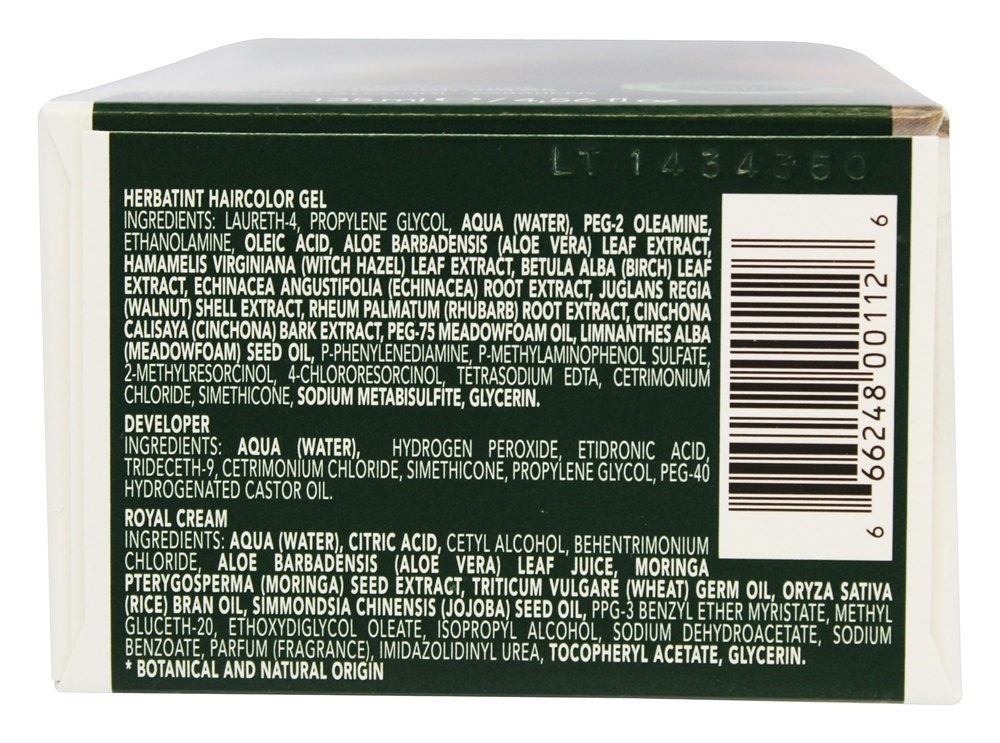 135 ml ℮ / 4,56 fl oz
LT 1434360
HERBATINT HAIRCOLOR GEL
INGREDIENTS: LAURETH-4, PROPYLENE GLYCOL, AQUA (WATER), PEG-2 OLEAMINE,
ETHANOLAMINE, OLEIC ACID, ALOE BARBADENSIS (ALOE VERA) LEAF EXTRACT,
HAMAMELIS VIRGINIANA (WITCH HAZEL) LEAF EXTRACT, BETULA ALBA (BIRCH) LEAF
EXTRACT, ECHINACEA ANGUSTIFOLIA (ECHINACEA) ROOT EXTRACT, JUGLANS REGIA
(WALNUT) SHELL EXTRACT, RHEUM PALMATUM (RHUBARB) ROOT EXTRACT, CINCHONA
CALISAYA (CINCHONA) BARK EXTRACT, PEG-75 MEADOWFOAM OIL, LIMNANTHES ALBA
(MEADOWFOAM) SEED OIL, P-PHENYLENEDIAMINE, P-METHYLAMINOPHENOL SULFATE,
2-METHYLRESORCINOL, 4-CHLORORESORCINOL, TETRASODIUM EDTA, CETRIMONIUM
CHLORIDE, SIMETHICONE, SODIUM METABISULFITE, GLYCERIN.
DEVELOPER
INGREDIENTS: AQUA (WATER), HYDROGEN PEROXIDE, ETIDRONIC ACID,
TRIDECETH-9, CETRIMONIUM CHLORIDE, SIMETHICONE, PROPYLENE GLYCOL, PEG-40
HYDROGENATED CASTOR OIL.
ROYAL CREAM
INGREDIENTS: AQUA (WATER), CITRIC ACID, CETYL ALCOHOL, BEHENTRIMONIUM
CHLORIDE, ALOE BARBADENSIS (ALOE VERA) LEAF JUICE, MORINGA
PTERYGOSPERMA (MORINGA) SEED EXTRACT, TRITICUM VULGARE (WHEAT) GERM OIL, ORYZA SATIVA
(RICE) BRAN OIL, SIMMONDSIA CHINENSIS (JOJOBA) SEED OIL, PPG-3 BENZYL ETHER MYRISTATE, METHYL
GLUCETH-20, ETHOXYDIGLYCOL OLEATE, ISOPROPYL ALCOHOL, SODIUM DEHYDROACETATE, SODIUM
BENZOATE, PARFUM (FRAGRANCE), IMIDAZOLIDINYL UREA, TOCOPHERYL ACETATE, GLYCERIN.
* BOTANICAL AND NATURAL ORIGIN
6 66248 00112 6